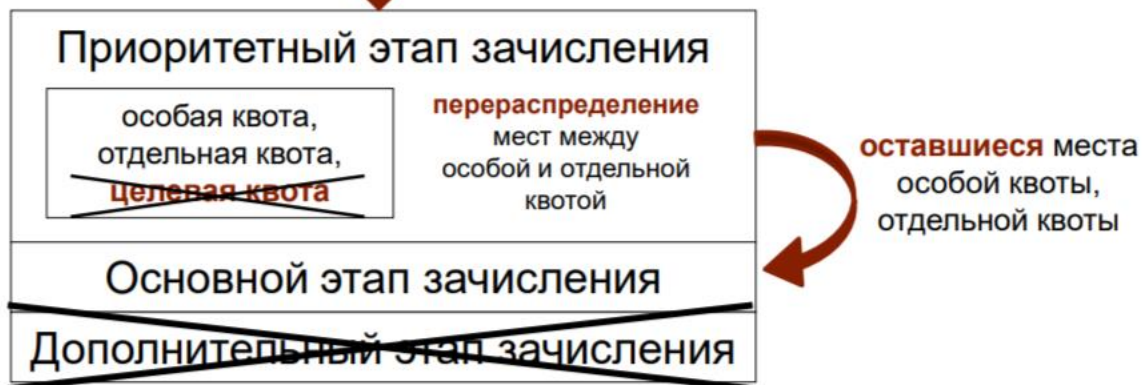 Приоритетный этап зачисления
особая квота,
отдельная квота,
целевая квота
перераспределение
мест между
особой и отдельной
квотой
оставшиеся места
особой квоты,
отдельной квоты
Основной этап зачисления
Дополнительный этап зачисления